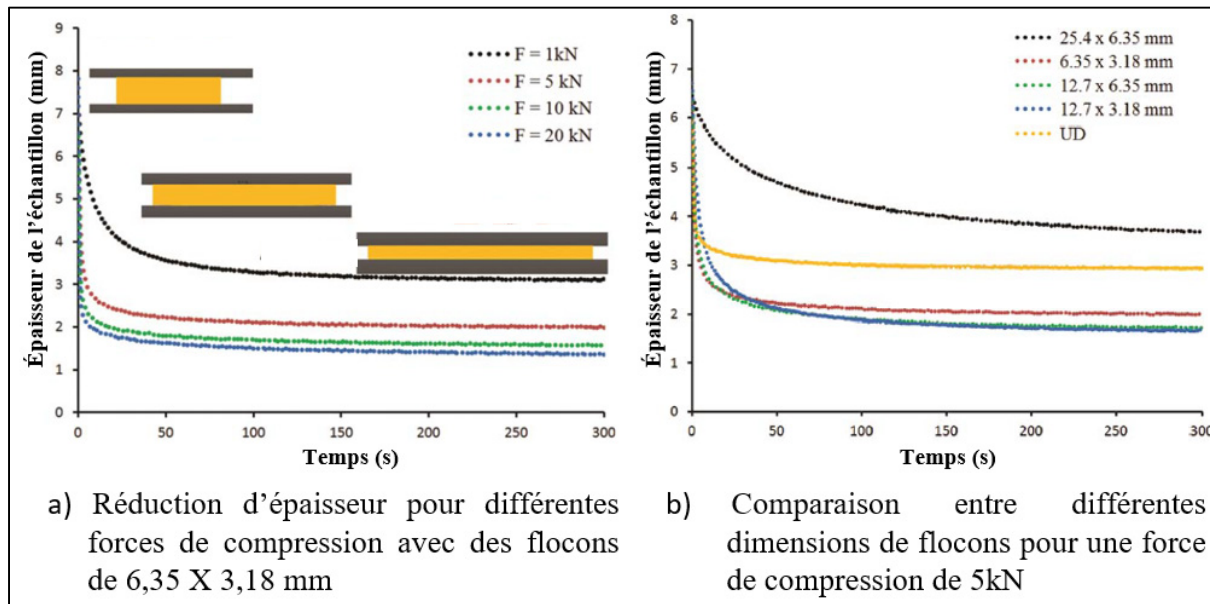 Épaisseur de l'échantillon (mm)
9
8
7
6
5
4
3
2
1
0
F = 1kN
F = 5 kN
F = 10 kN
F = 20 kN
0
50
100
150
200
250
300
Temps (s)
Épaisseur de l'échantillon (mm)
8
7
6
5
4
3
2
1
0
25.4 x 6.35 mm
6.35 x 3.18 mm
12.7 x 6.35 mm
12.7 x 3.18 mm
UD
0
50
100
150
200
250
300
Temps (s)
a) Réduction d'épaisseur pour différentes
forces de compression avec des flocons
de 6,35 X 3,18 mm
b) Comparaison entre différentes
dimensions de flocons pour une force
de compression de 5kN